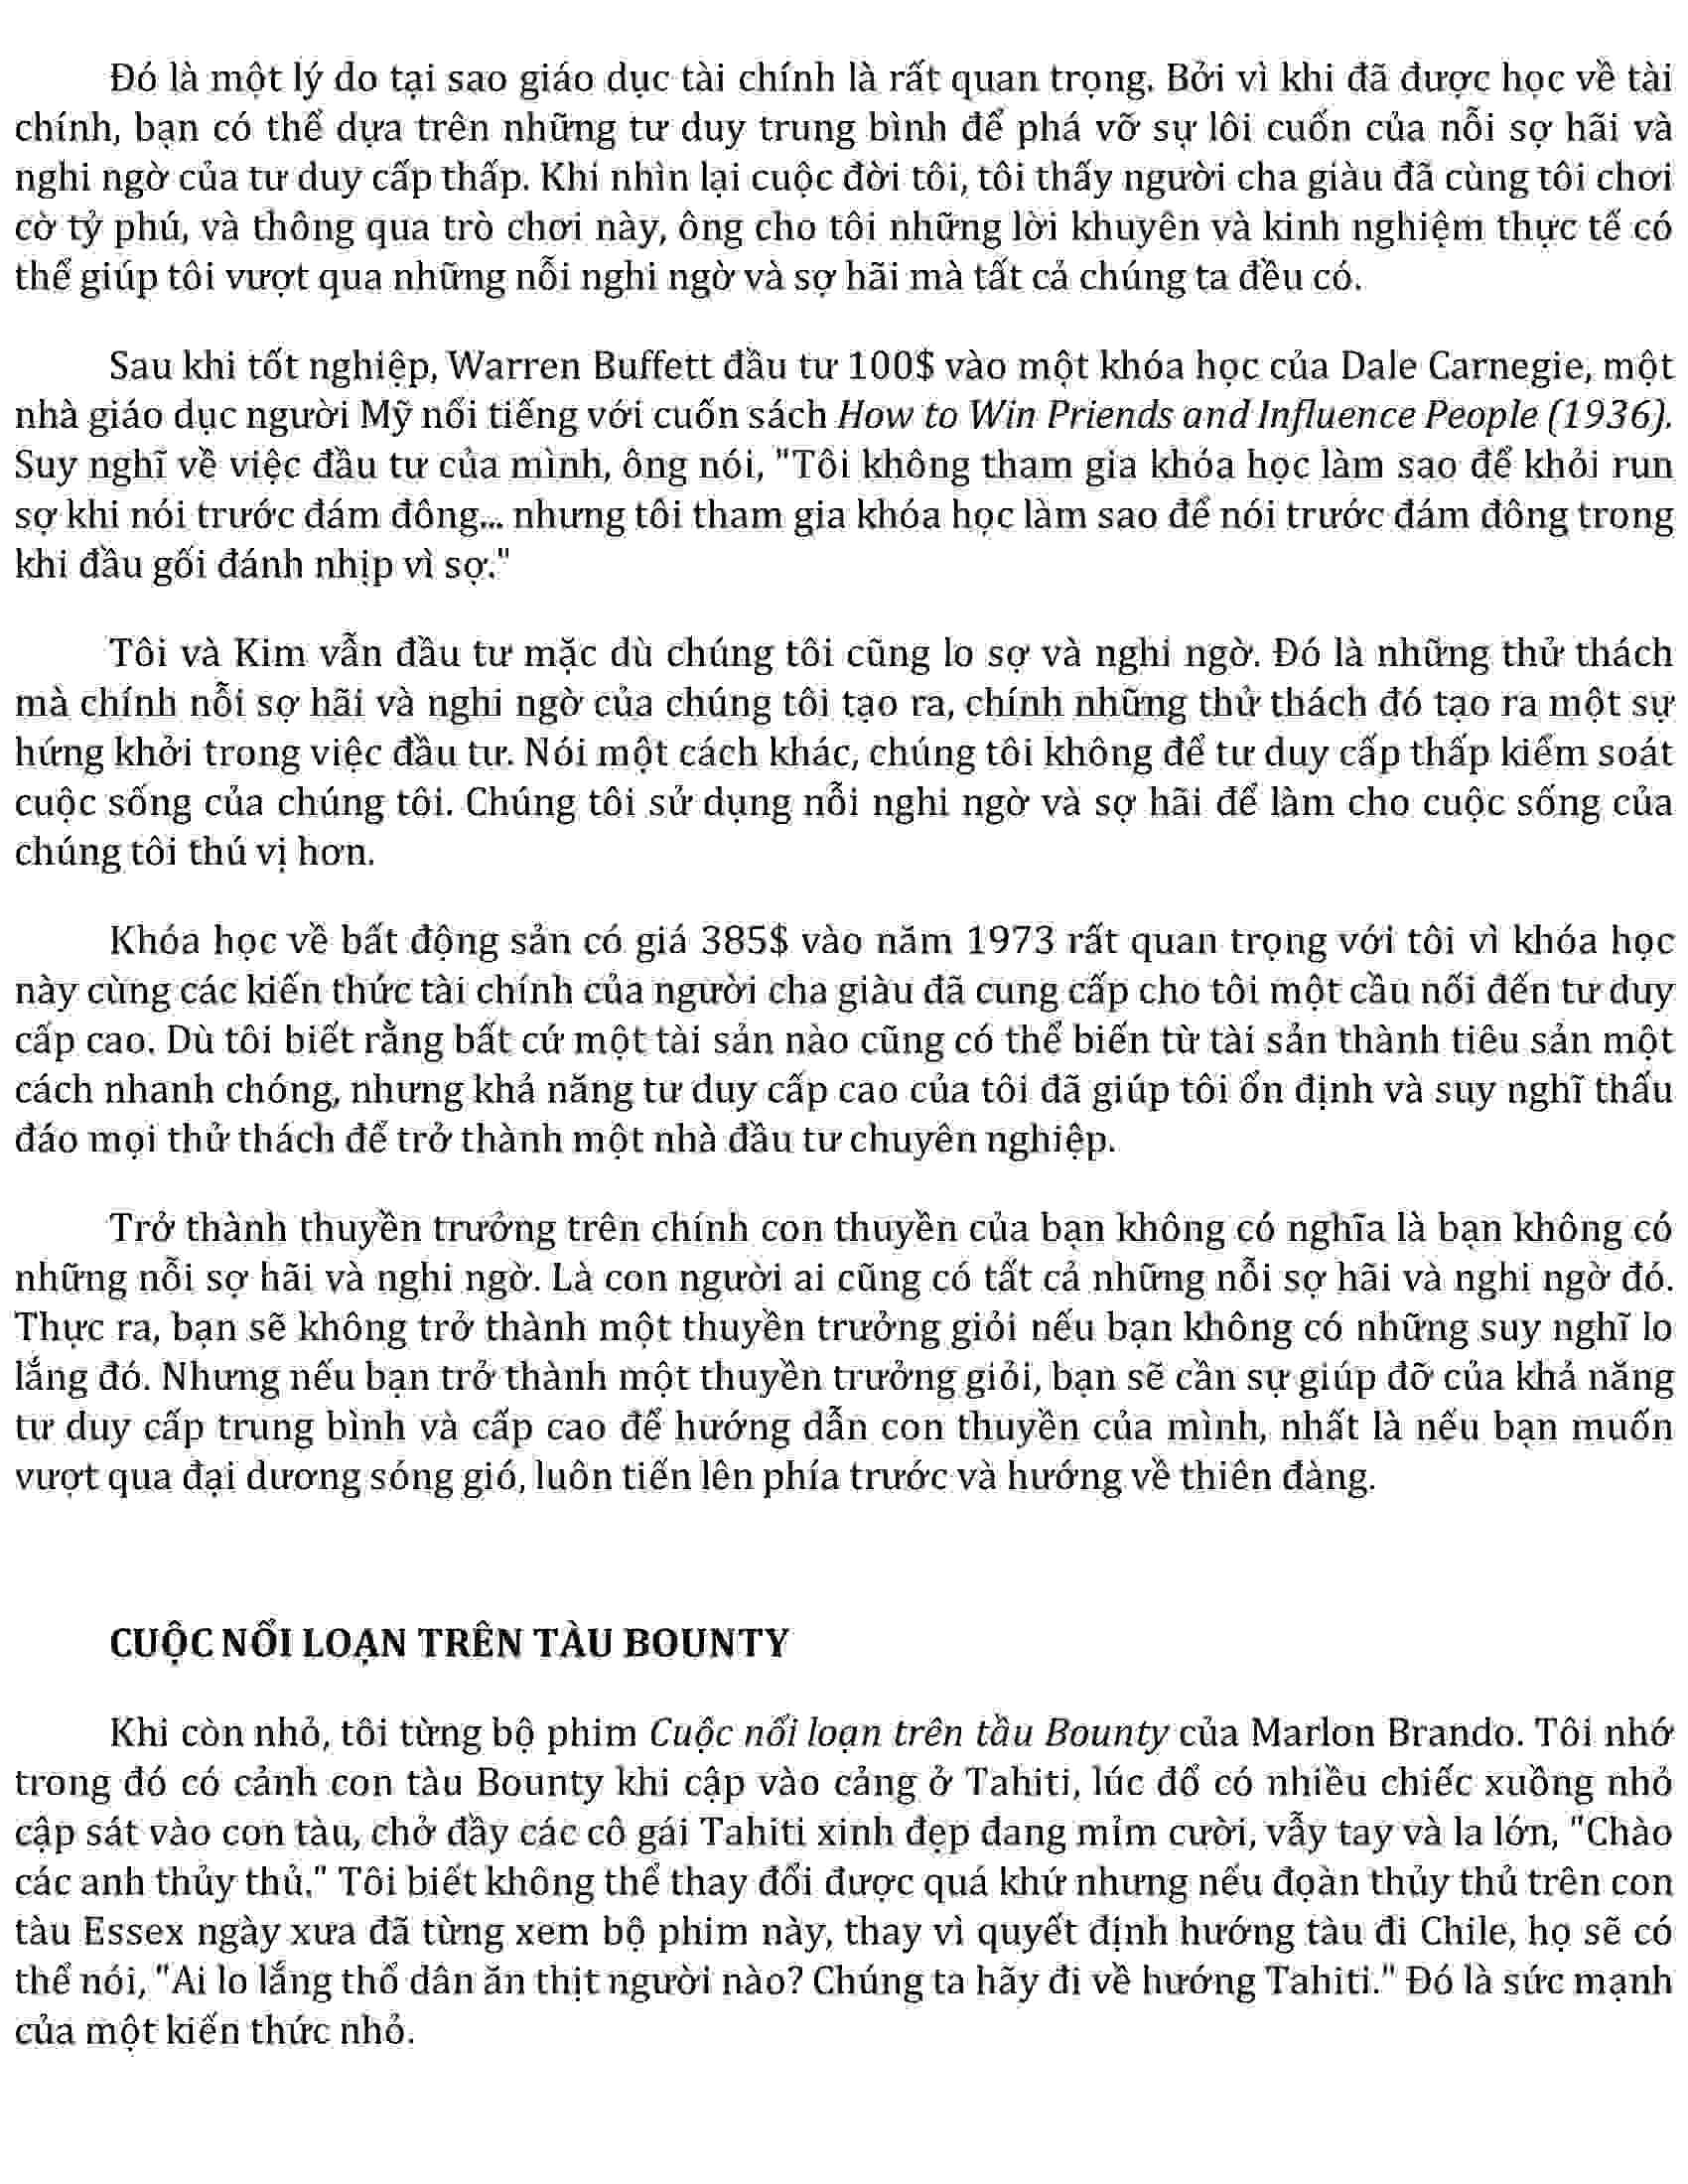 Đó là một lý do tại sao giáo dục tài chính là rất quan trọng. Bởi vì khi đã được học về tài
chính, bạn có thể dựa trên những tư duy trung bình để phá vỡ sự lôi cuốn của nỗi sợ hãi và
nghi ngờ của tư duy cấp thấp. Khi nhìn lại cuộc đời tôi, tôi thấy người cha giàu đã cùng tôi chơi
cờ tỷ phú, và thông qua trò chơi này, ông cho tôi những lời khuyên và kinh nghiệm thực tế có
thể giúp tôi vượt qua những nỗi nghi ngờ và sợ hãi mà tất cả chúng ta đều có.
Sau khi tốt nghiệp, Warren Buffett đầu tư 100$ vào một khóa học của Dale Carnegie, một
nhà giáo dục người Mỹ nổi tiếng với cuốn sách How to Win Priends and Influence People (1936).
Suy nghĩ về việc đầu tư của mình, ông nói, "Tôi không tham gia khóa học làm sao để khỏi run
sợ khi nói trước đám đông... nhưng tôi tham gia khóa học làm sao để nói trước đám đông trong
khi đầu gối đánh nhịp vì sợ."
Tôi và Kim vẫn đầu tư mặc dù chúng tôi cũng lo sợ và nghi ngờ. Đó là những thử thách
mà chính nỗi sợ hãi và nghi ngờ của chúng tôi tạo ra, chính những thử thách đó tạo ra một sự
hứng khởi trong việc đầu tư. Nói một cách khác, chúng tôi không để tư duy cấp thấp kiểm soát
cuộc sống của chúng tôi. Chúng tôi sử dụng nỗi nghi ngờ và sợ hãi để làm cho cuộc sống của
chúng tôi thú vị hơn.
Khóa học về bất động sản có giá 385$ vào năm 1973 rất quan trọng với tôi vì khóa học
này cùng các kiến thức tài chính của người cha giàu đã cung cấp cho tôi một cầu nối đến tư duy
cấp cao. Dù tôi biết rằng bất cứ một tài sản nào cũng có thể biến từ tài sản thành tiêu sản một
cách nhanh chóng, nhưng khả năng tư duy cấp cao của tôi đã giúp tôi ổn định và suy nghĩ thấu
đáo mọi thử thách để trở thành một nhà đầu tư chuyên nghiệp.
Trở thành thuyền trưởng trên chính con thuyền của bạn không có nghĩa là bạn không có
những nỗi sợ hãi và nghi ngờ. Là con người ai cũng có tất cả những nỗi sợ hãi và nghi ngờ đó.
Thực ra, bạn sẽ không trở thành một thuyền trưởng giỏi nếu bạn không có những suy nghĩ lo
lắng đó. Nhưng nếu bạn trở thành một thuyền trưởng giỏi, bạn sẽ cần sự giúp đỡ của khả năng
tư duy cấp trung bình và cấp cao để hướng dẫn con thuyền của mình, nhất là nếu bạn muốn
vượt qua đại dương sóng gió, luôn tiến lên phía trước và hướng về thiên đàng.
CUỘC NỔI LOẠN TRÊN TÀU BOUNTY
Khi còn nhỏ, tôi từng bộ phim Cuộc nổi loạn trên tầu Bounty của Marlon Brando. Tôi nhớ
trong đó có cảnh con tàu Bounty khi cập vào cảng ở Tahiti, lúc đổ có nhiều chiếc xuồng nhỏ
cập sát vào con tàu, chở đầy các cô gái Tahiti xinh đẹp đang mỉm cười, vẫy tay và la lớn, "Chào
các anh thủy thủ." Tôi biết không thể thay đổi được quá khứ nhưng nếu đọàn thủy thủ trên con
tàu Essex ngày xưa đã từng xem bộ phim này, thay vì quyết định hướng tàu đi Chile, họ sẽ có
thể nói, "Ai lo lắng thổ dân ăn thịt người nào? Chúng ta hãy đi về hướng Tahiti." Đó là sức mạnh
của một kiến thức nhỏ.